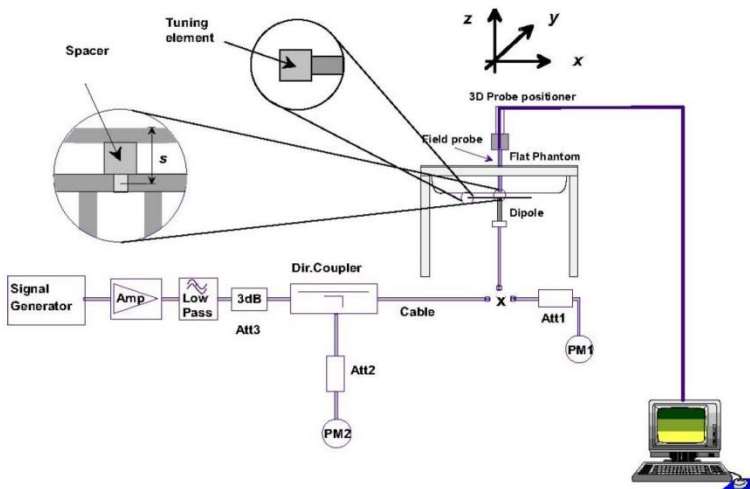 Tuning
element
z
y
x
Spacer
3D Probe positioner
Field probe
Flat Phantom
s
Dipole
Dir.Coupler
Signal
Generator
Amp
Low
Pass
3dB
Att3
Cable
x
Att1
PM1
Att2
PM2